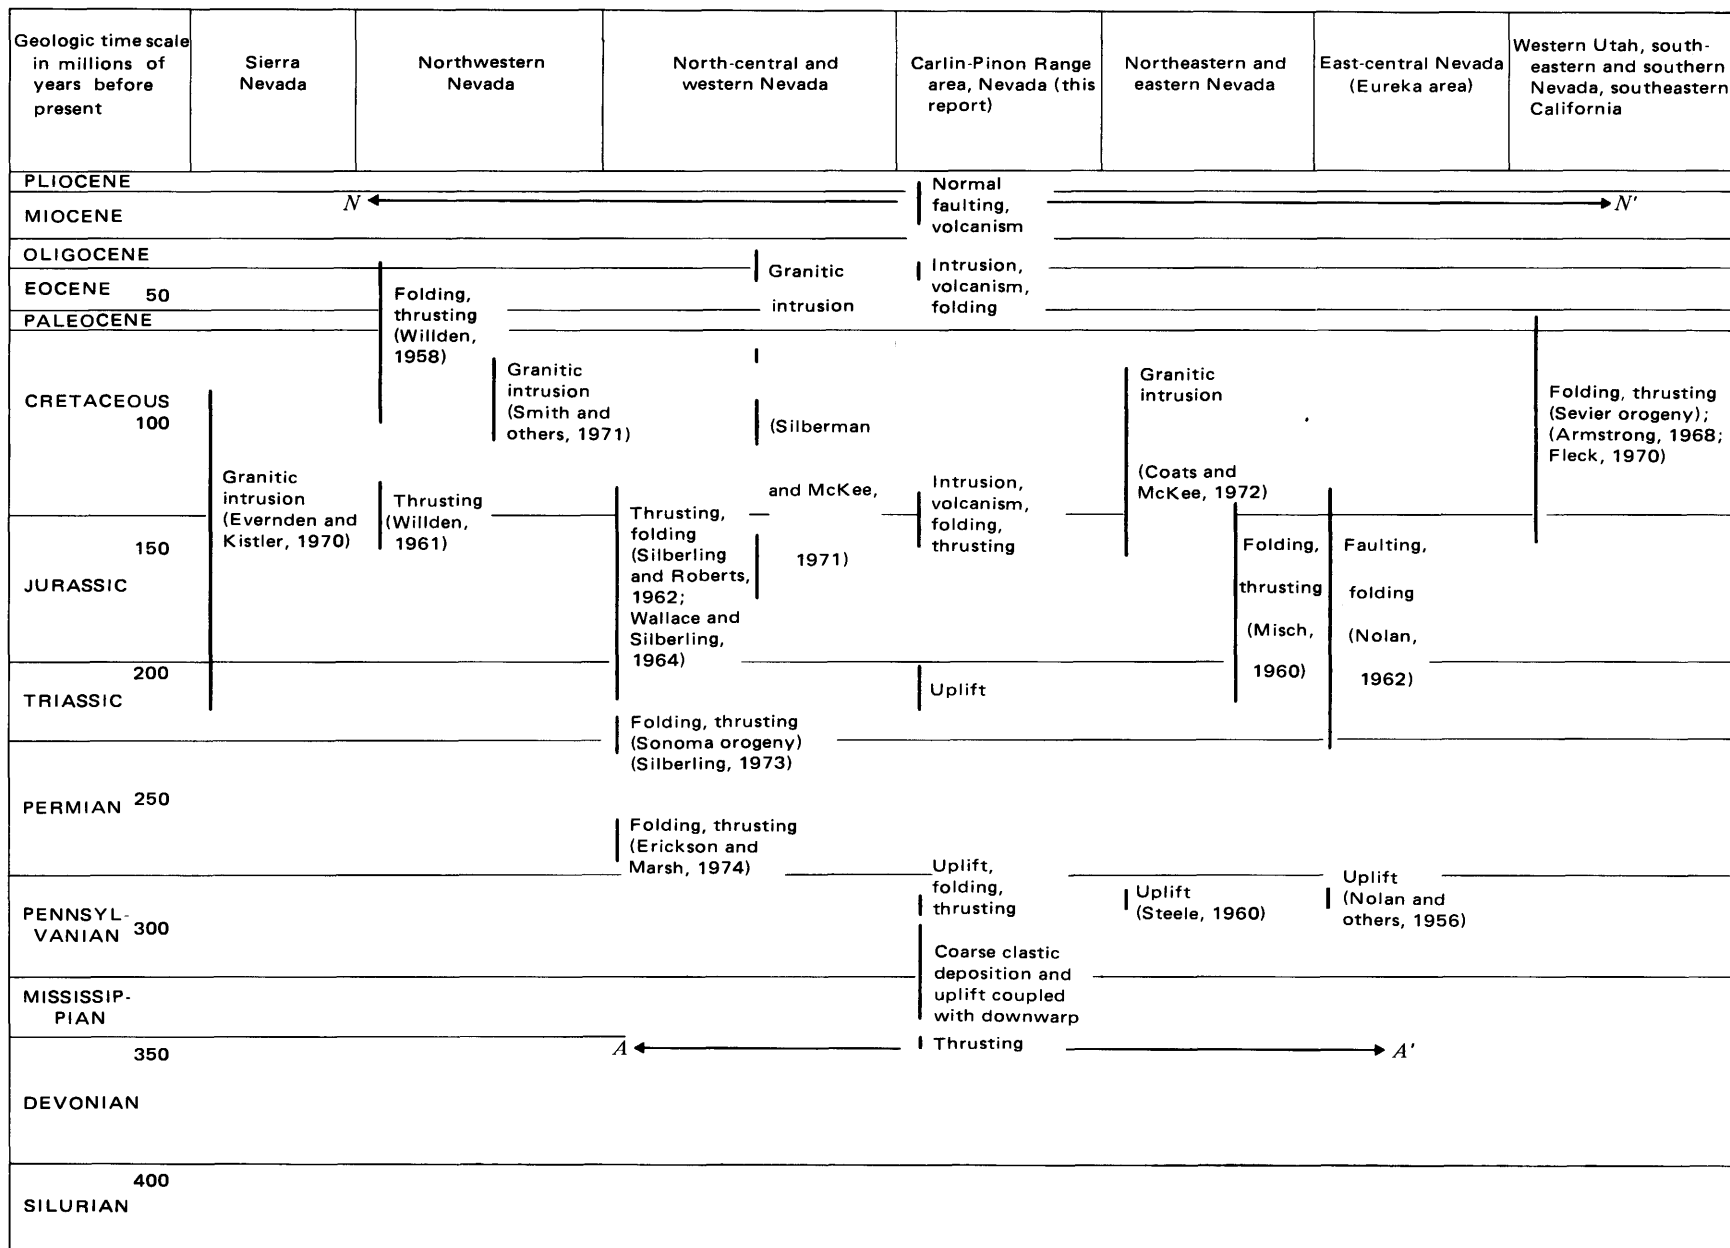 Geologic time scale
in millions of
years before
present
Sierra
Nevada
Northwestern
Nevada
North-central and
western Nevada
Carlin-Pinon Range
area, Nevada (this
report)
Northeastern and
eastern Nevada
East-central Nevada
(Eureka area)
Western Utah, south-
eastern and southern
Nevada, southeastern
California
PLIOCENE
MIOCENE
OLIGOCENE
EOCENE 50
PALEOCENE
CRETACEOUS
100
150
JURASSIC
200
TRIASSIC
PERMIAN 250
PENNSYL-
VANIAN 300
MISSISSIP-
PIAN
350
DEVONIAN
400
SILURIAN
Granitic
intrusion
(Evernden and
Kistler, 1970)
N
Folding,
thrusting
(Willden,
1958)
Granitic
intrusion
(Smith and
others, 1971)
Thrusting
(Willden,
1961)
Granitic
intrusion
(Silberman
and McKee,
1971)
Thrusting,
folding
(Silberling
and Roberts,
1962;
Wallace and
Silberling,
1964)
Folding, thrusting
(Sonoma orogeny)
(Silberling, 1973)
Folding, thrusting
(Erickson and
Marsh, 1974)
A
Normal
faulting,
volcanism
Intrusion,
volcanism,
folding
Intrusion,
volcanism,
folding,
thrusting
Uplift
Uplift,
folding,
thrusting
Coarse clastic
deposition and
uplift coupled
with downwarp
Thrusting
Granitic
intrusion
(Coats and
McKee, 1972)
Folding,
thrusting
(Misch,
1960)
Uplift
(Steele, 1960)
Faulting,
folding
(Nolan,
1962)
Uplift
(Nolan and
others, 1956)
A'
N'
Folding, thrusting
(Sevier orogeny);
(Armstrong, 1968;
Fleck, 1970)